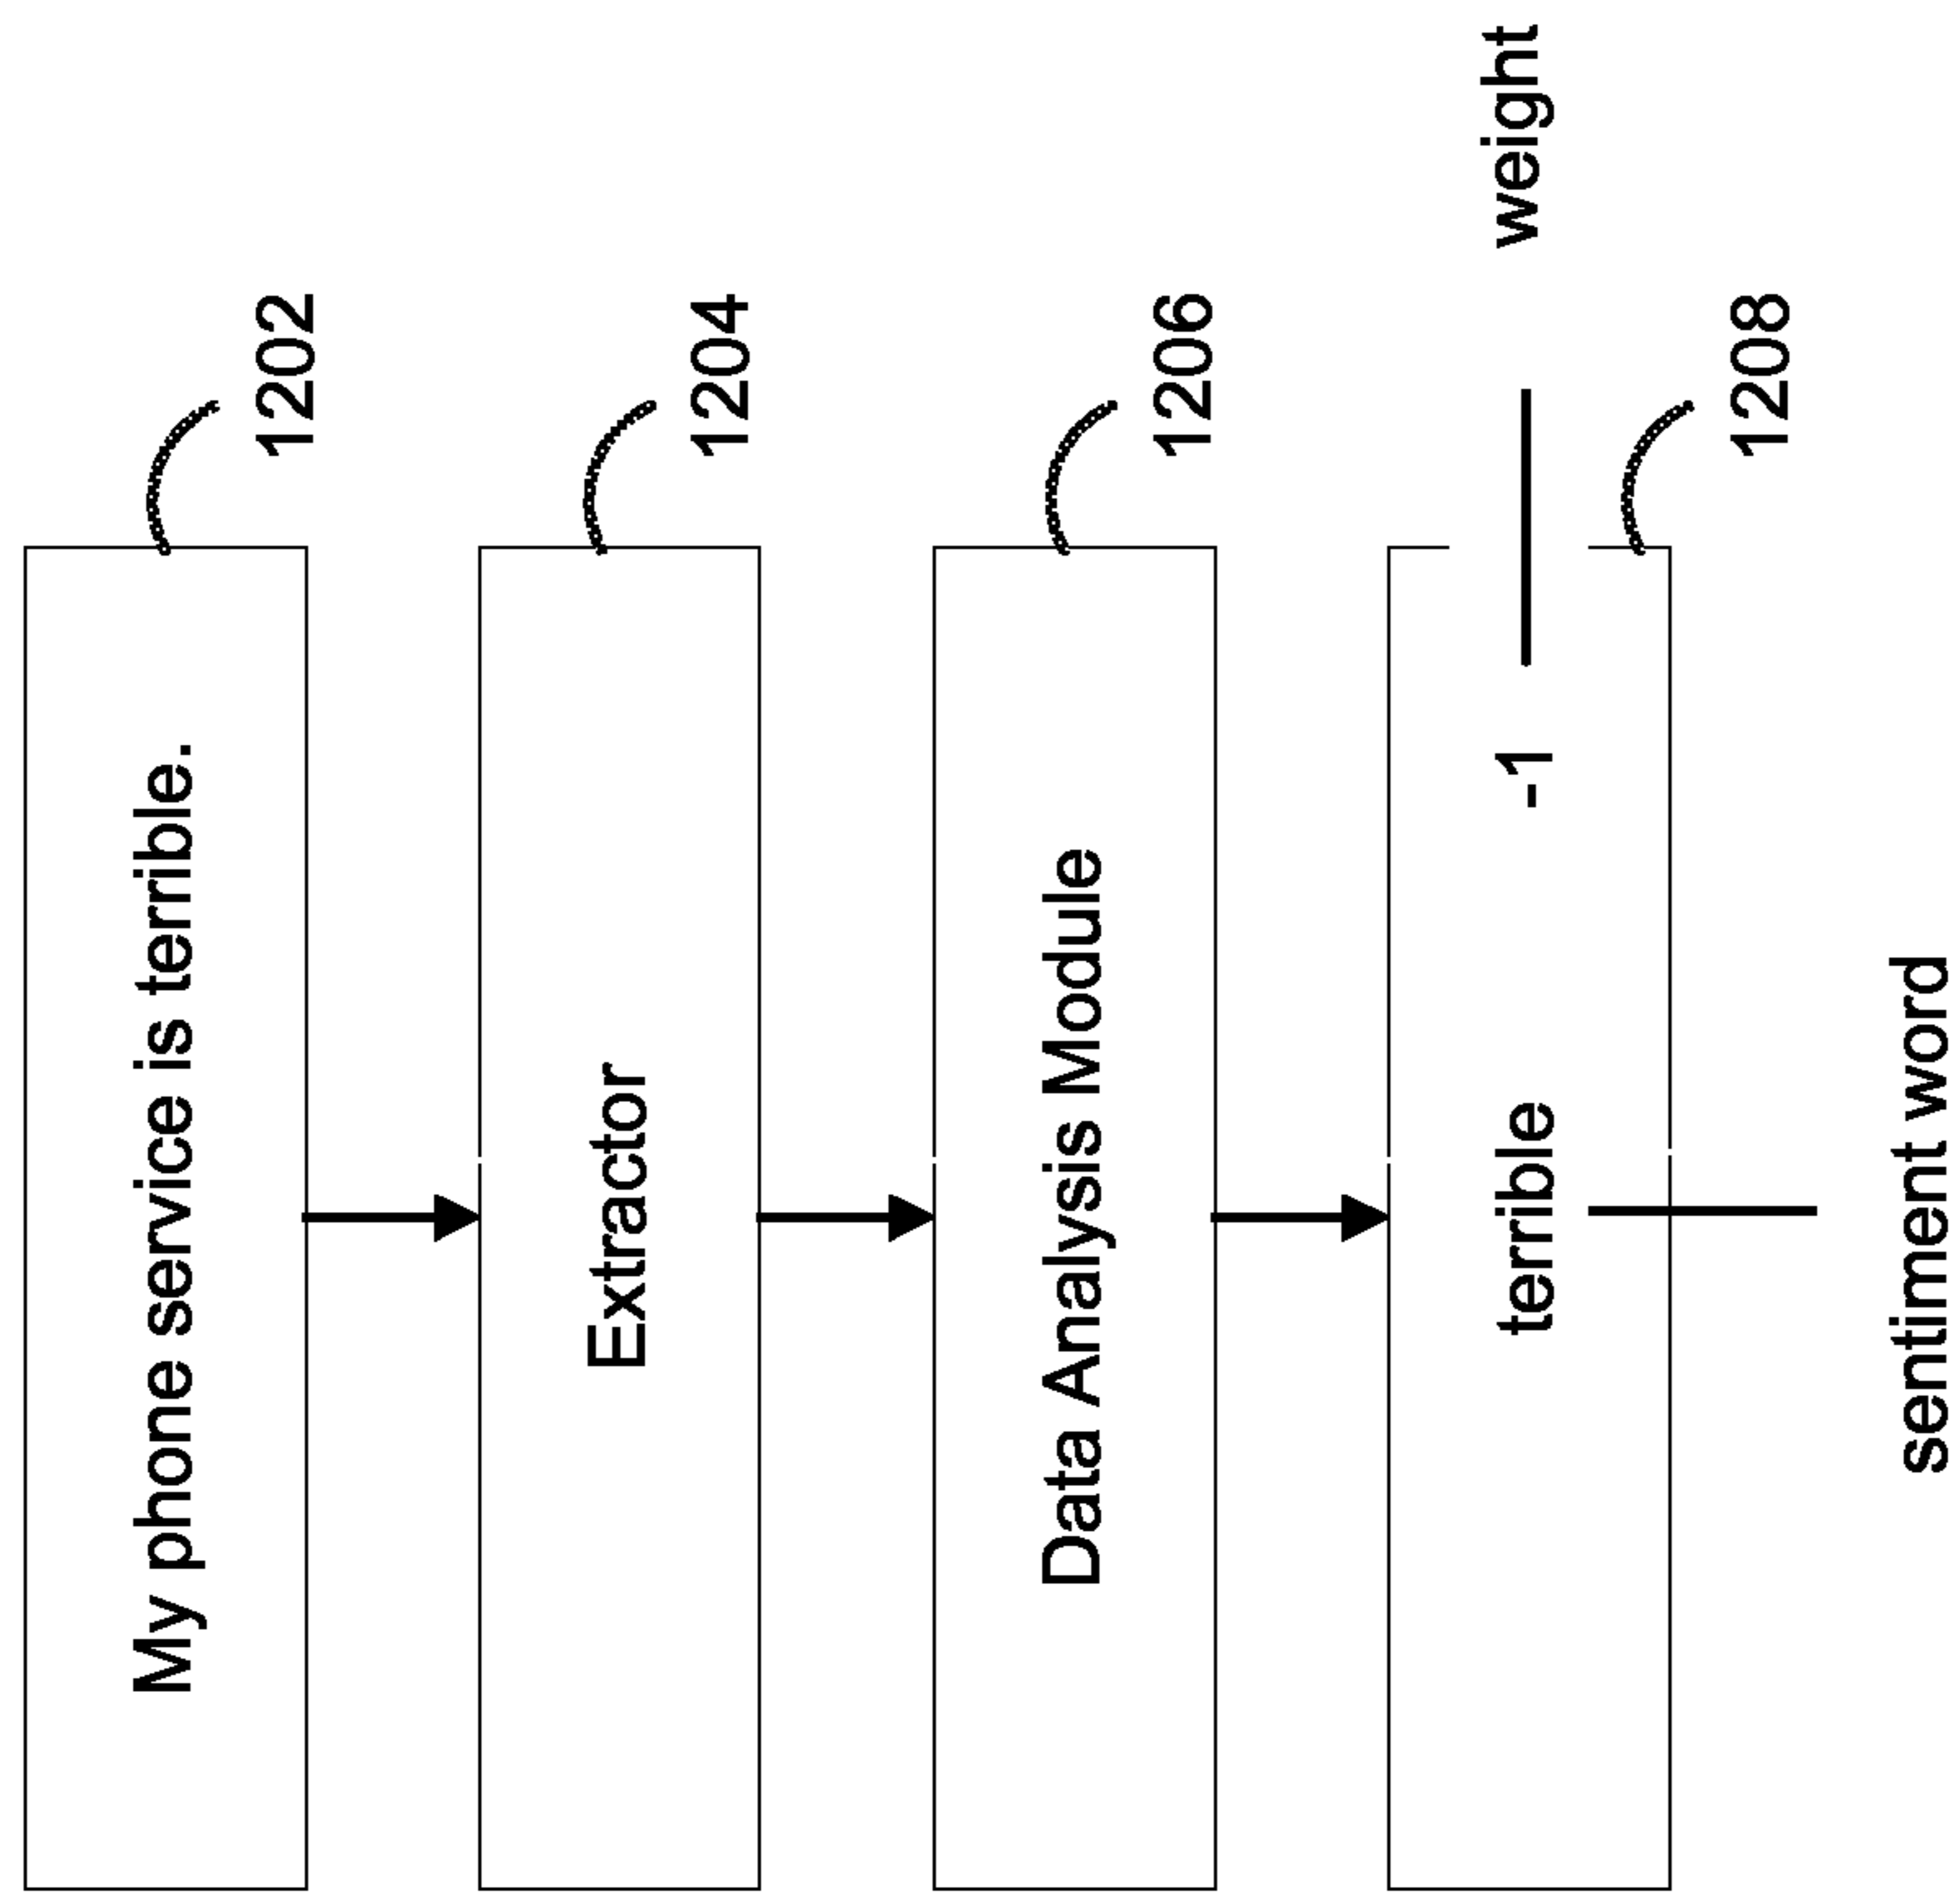 My phone service is terrible.
1202
Extractor
1204
Data Analysis Module
1206
terrible -1 weight
1208
sentiment word